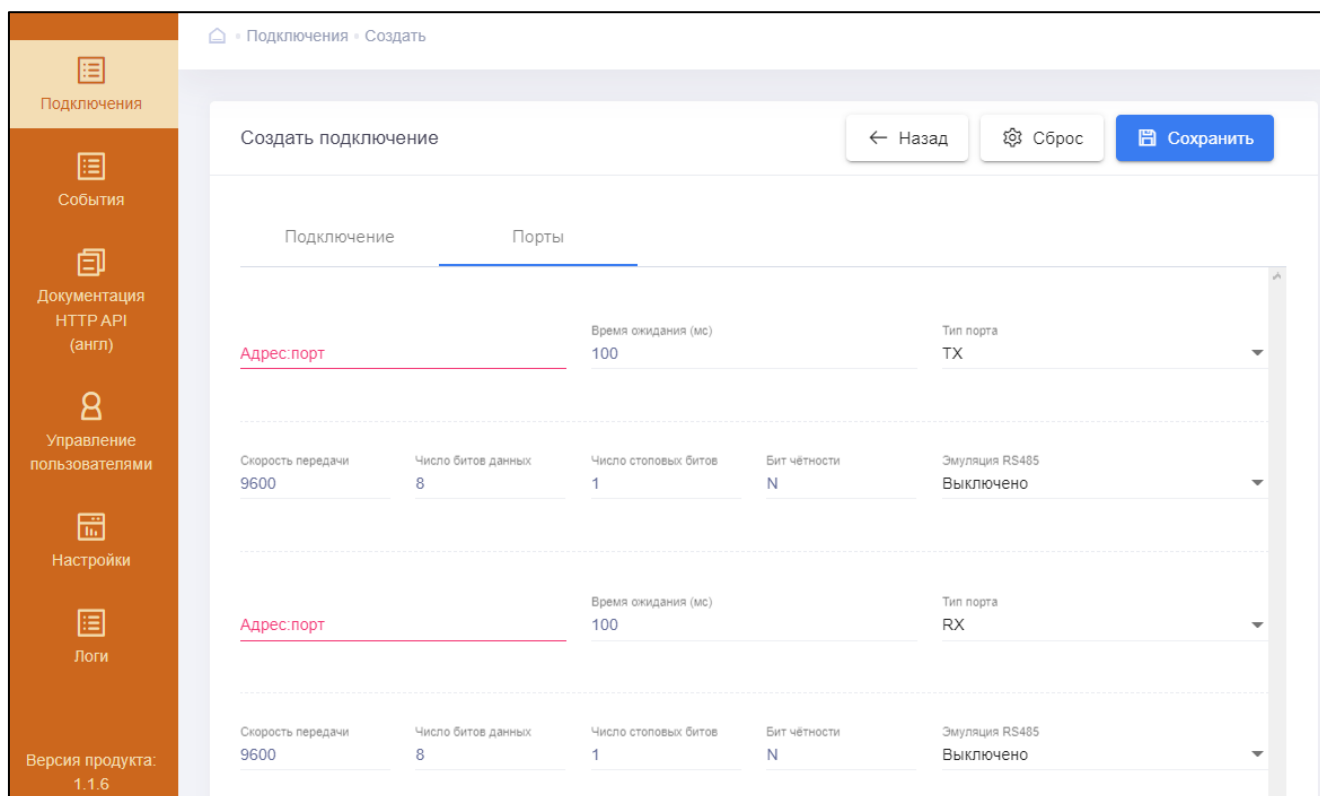 Подключения
События
Документация
HTTP API
(англ)
Управление
пользователями
Настройки
Логи
Версия продукта:
1.1.6
Подключения Создать
Создать подключение
Назад
Сброс
Сохранить
Подключение
Порты
Адрес:порт
Время ожидания (мс)
100
Тип порта
TX
Скорость передачи
9600
Число битов данных
8
Число стоповых битов
1
Бит чётности
N
Эмуляция RS485
Выключено
Адрес:порт
Время ожидания (мс)
100
Тип порта
RX
Скорость передачи
9600
Число битов данных
8
Число стоповых битов
1
Бит чётности
N
Эмуляция RS485
Выключено